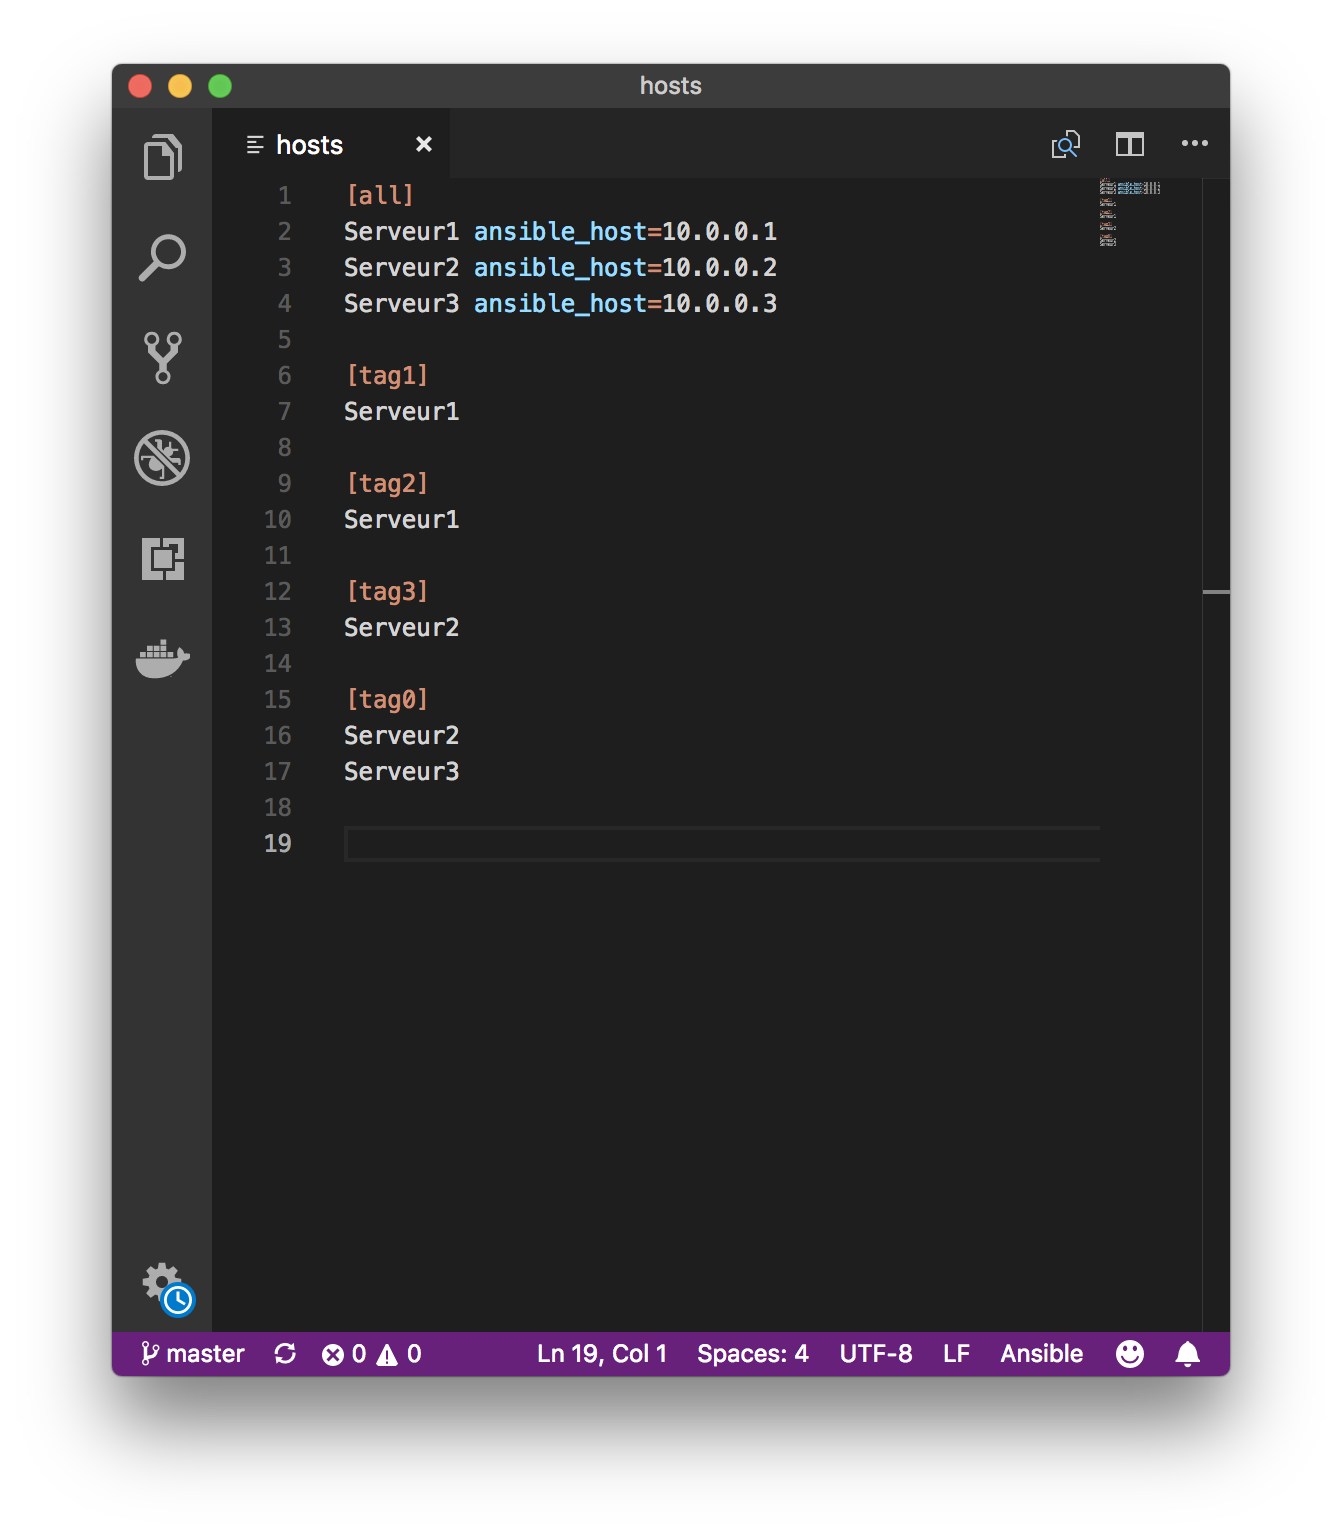 hosts
hosts
1 [all]
2 Serveur1 ansible_host=10.0.0.1
3 Serveur2 ansible_host=10.0.0.2
4 Serveur3 ansible_host=10.0.0.3
5
6 [tag1]
7 Serveur1
8
9 [tag2]
10 Serveur1
11
12 [tag3]
13 Serveur2
14
15 [tag0]
16 Serveur2
17 Serveur3
18
19
master 0 0 Ln 19, Col 1 Spaces: 4 UTF-8 LF Ansible